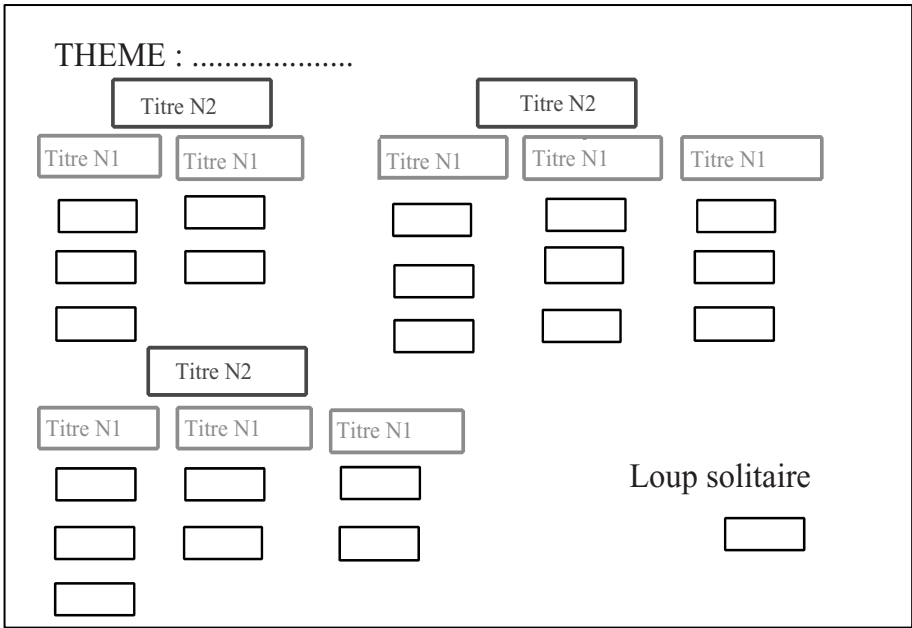 THEME : ....................
Titre N2
Titre N2
Titre N1
Titre N1
Titre N1
Titre N1
Titre N1
Titre N2
Titre N1
Titre N1
Titre N1
Loup solitaire